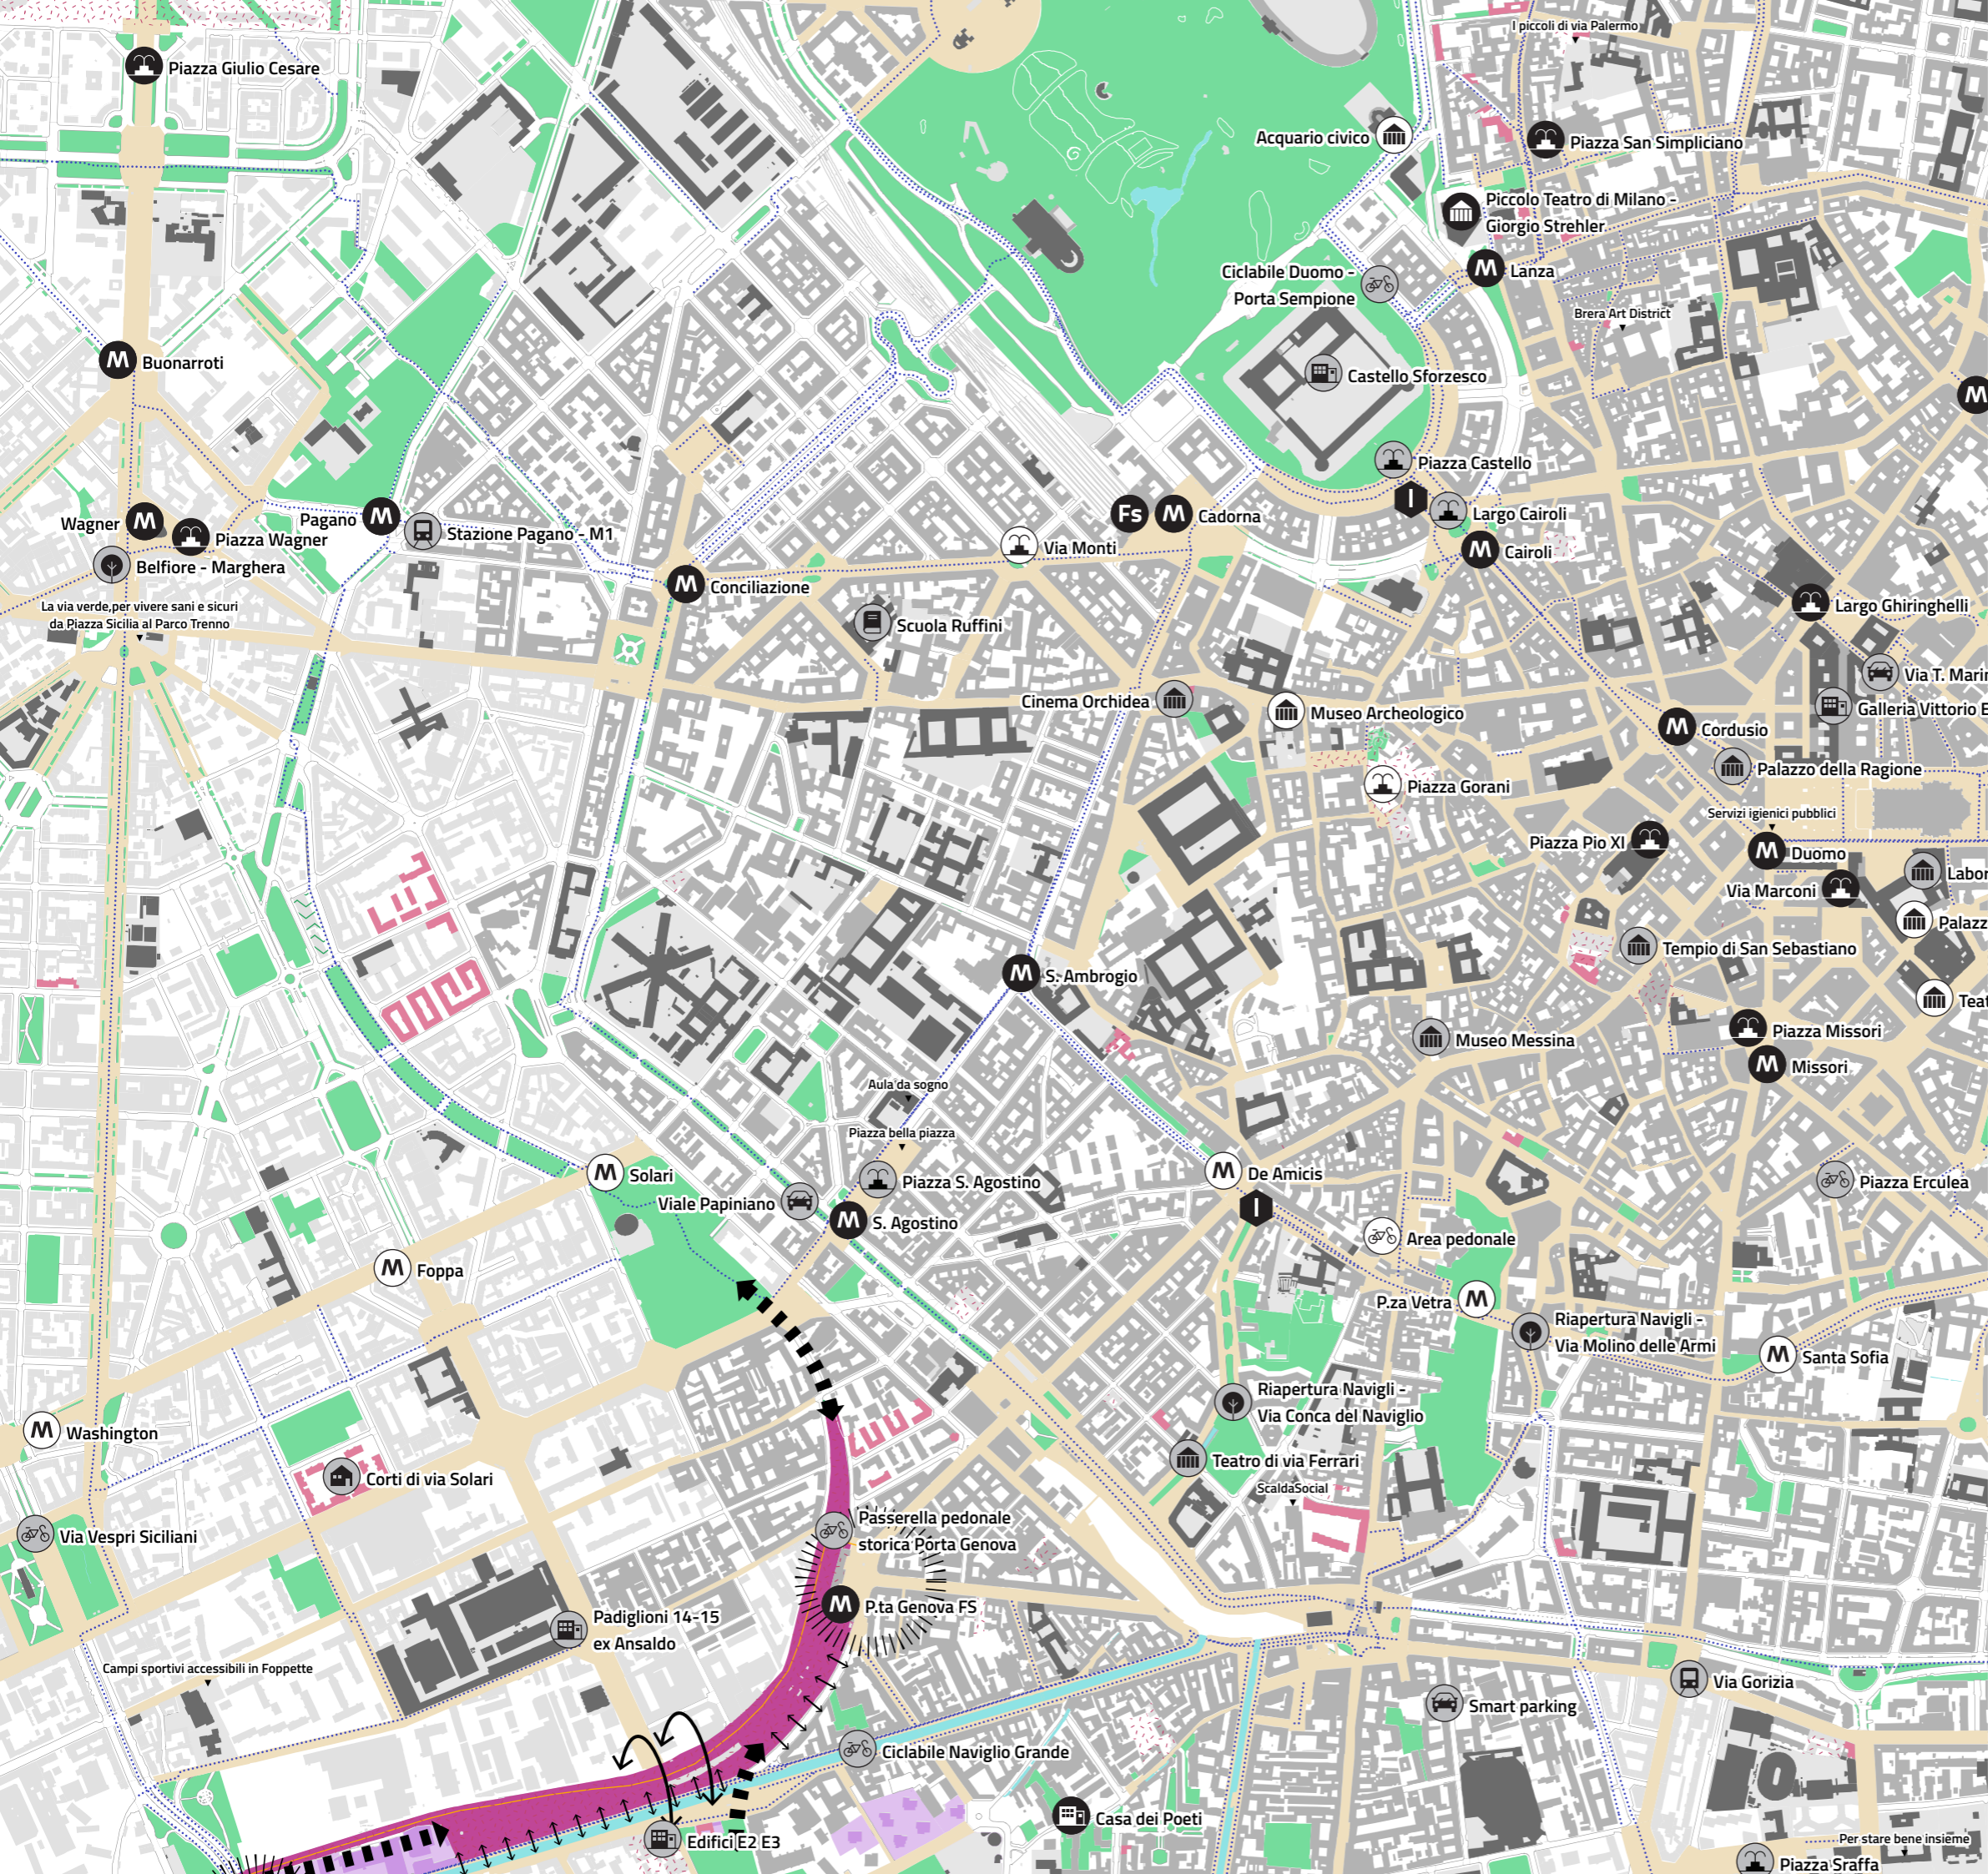 I piccoli di via Palermo
Piazza Giulio Cesare
Acquario civico
Piazza San Simpliciano
Piccolo Teatro di Milano -
Giorgio Strehler
M Lanza
Ciclabile Duomo -
Porta Sempione
Brera Art District
M Buonarroti
Castello Sforzesco
M
Piazza Castello
I
Largo Cairoli
Wagner M
Piazza Wagner
Pagano M
Stazione Pagano - M1
Fs M Cadorna
Via Monti
M Cairoli
Belfiore - Marghera
M Conciliazione
La via verde,per vivere sani e sicuri
da Piazza Sicilia al Parco Trenno
Largo Ghiringhelli
Scuola Ruffini
Via T. Marin
Cinema Orchidea
Museo Archeologico
Galleria Vittorio E
M Cordusio
Palazzo della Ragione
Piazza Gorani
Servizi igienici pubblici
Piazza Pio XI
M Duomo
Labor
Via Marconi
Palazz
Tempio di San Sebastiano
M S. Ambrogio
Teat
Piazza Missori
Museo Messina
M Missori
Aula da sogno
Piazza bella piazza
M Solari
M De Amicis
Piazza S. Agostino
Piazza Erculea
Viale Papiniano
M S. Agostino
I
Area pedonale
M Foppa
P.za Vetra M
Riapertura Navigli -
Via Molino delle Armi
M Santa Sofia
Riapertura Navigli -
Via Conca del Naviglio
M Washington
Teatro di via Ferrari
Corti di via Solari
ScaldaSocial
Via Vespri Siciliani
Passerella pedonale
storica Porta Genova
M P.ta Genova FS
Padiglioni 14-15
ex Ansaldo
Campi sportivi accessibili in Foppette
Via Gorizia
Smart parking
Ciclabile Naviglio Grande
Casa dei Poeti
Edifici E2 E3
Per stare bene insieme
Piazza Sraffa